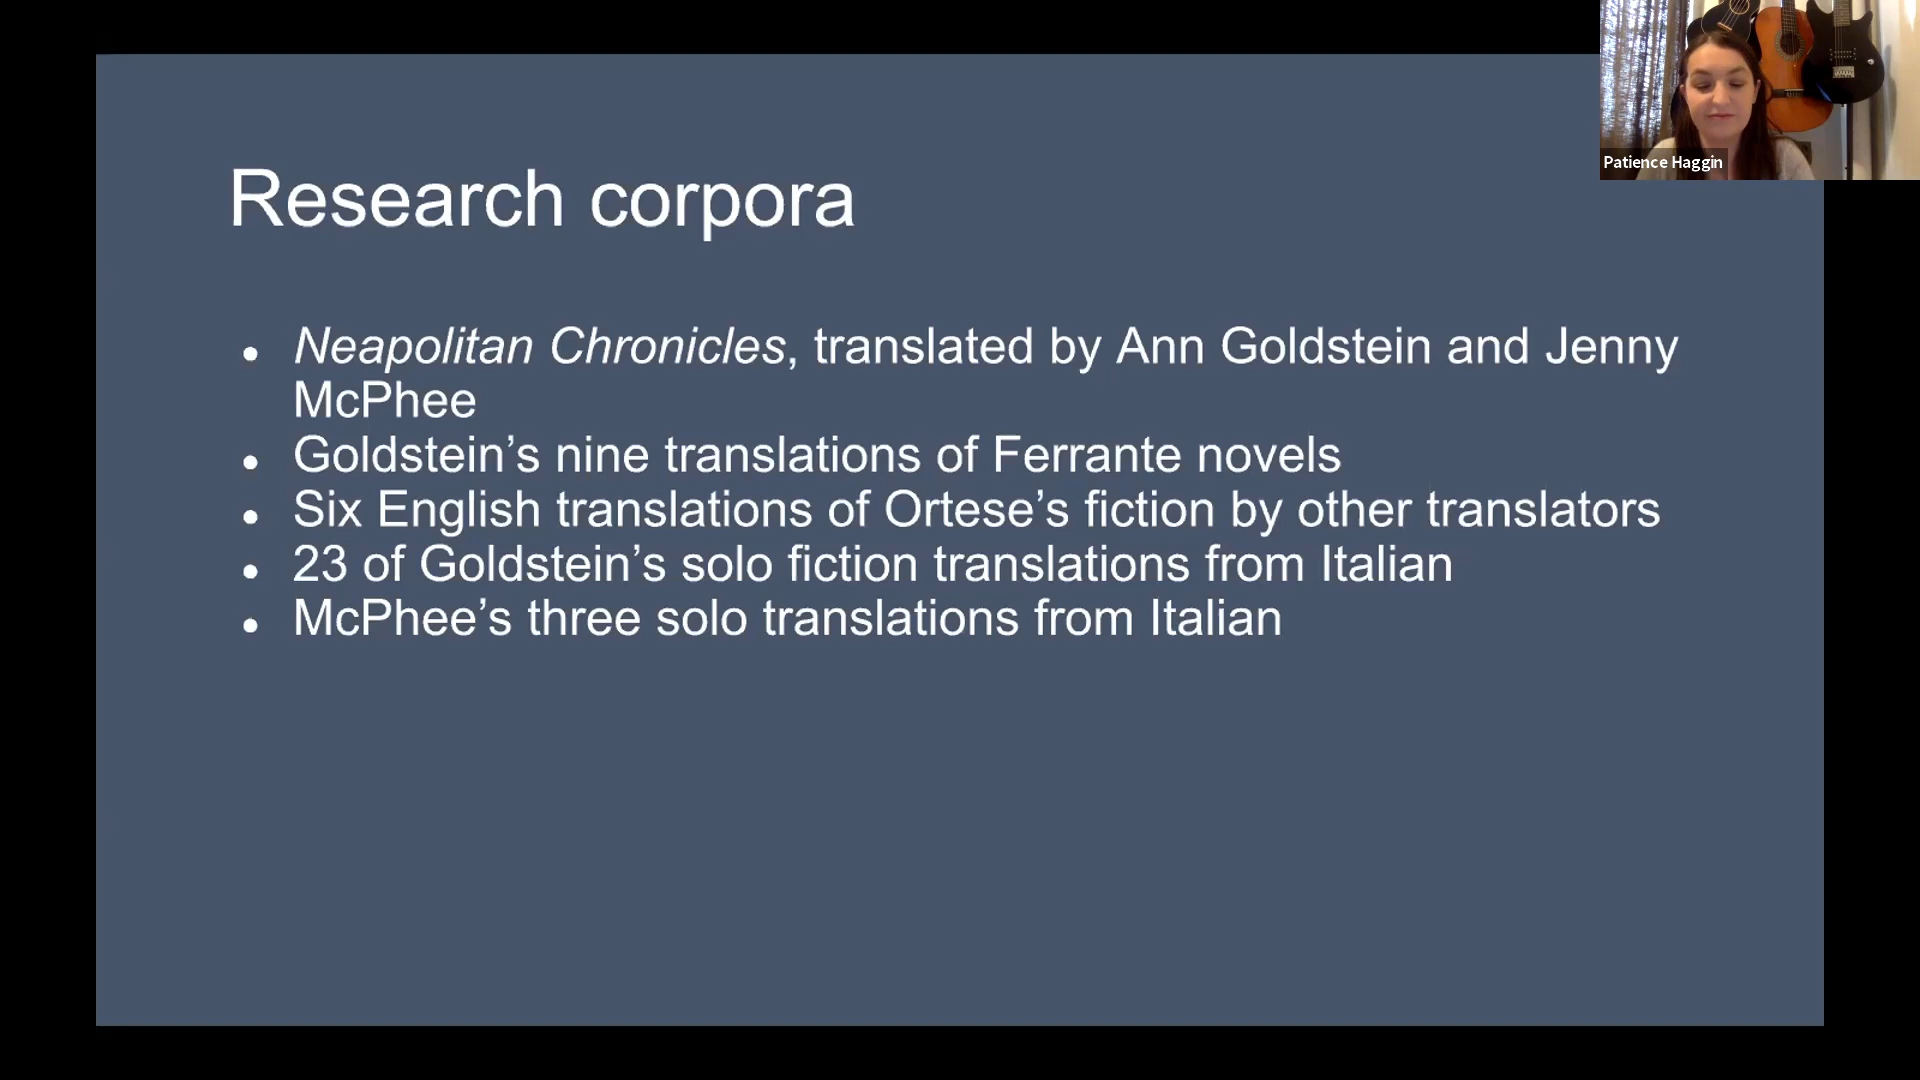 Patience Haggin
Research corpora
● Neapolitan Chronicles, translated by Ann Goldstein and Jenny
McPhee
● Goldstein’s nine translations of Ferrante novels
● Six English translations of Ortese’s fiction by other translators
● 23 of Goldstein’s solo fiction translations from Italian
● McPhee’s three solo translations from Italian